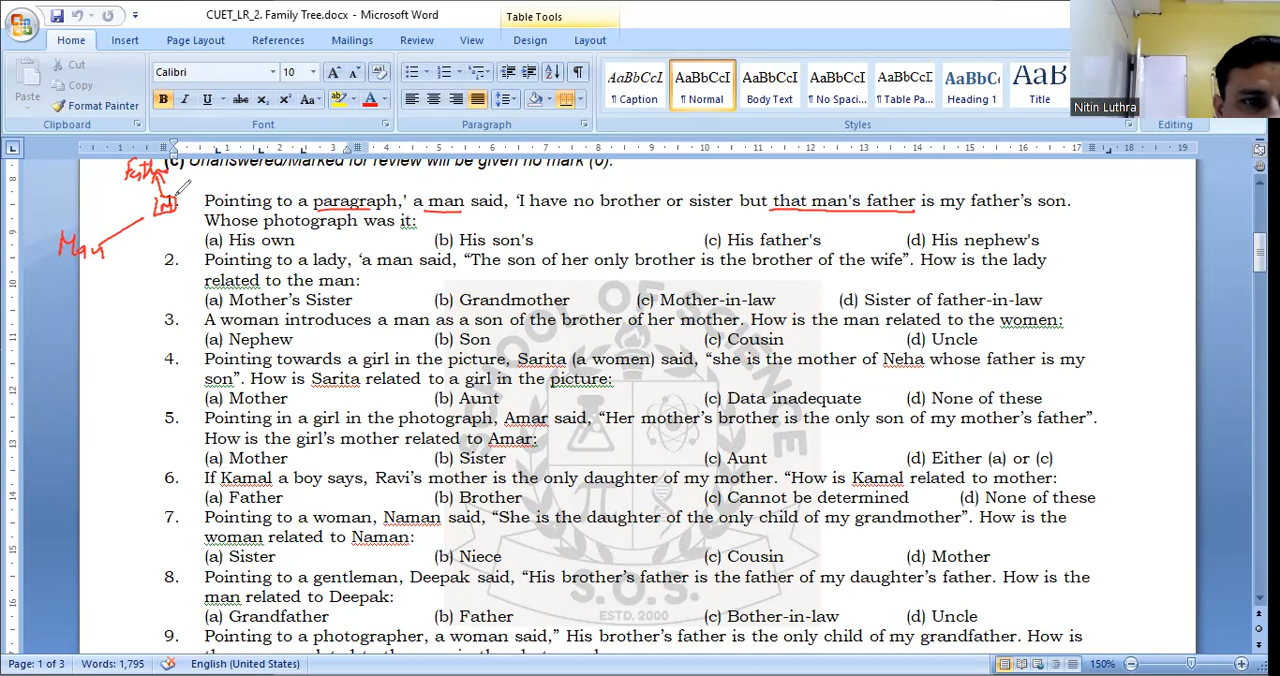 CUET_LR_2. Family Tree.docx - Microsoft Word
Table Tools
Home Insert Page Layout References Mailings Review View Design Layout
Cut
Copy
Format Painter
Paste
Calibri 10
AaBbCcI AaBbCcI AaBbCcI AaBbCcI AaBbCcI AaBbCc AaBb
Caption ¶ Normal Body Text ¶ No Spaci... ¶ Table Pa... Heading 1 Title
Clipboard Font Paragraph Styles Editing
Nitin Luthra
(c) Unanswered/Marked for review will be given no mark (0).
M
Man
Pointing to a paragraph,' a man said, 'I have no brother or sister but that man's father is my father's son.
Whose photograph was it:
(a) His own (b) His son's (c) His father's (d) His nephew's
2. Pointing to a lady, 'a man said, “The son of her only brother is the brother of the wife”. How is the lady
related to the man:
(a) Mother’s Sister (b) Grandmother (c) Mother-in-law (d) Sister of father-in-law
3. A woman introduces a man as a son of the brother of her mother. How is the man related to the women:
(a) Nephew (b) Son (c) Cousin (d) Uncle
4. Pointing towards a girl in the picture, Sarita (a women) said, “she is the mother of Neha whose father is my
son”. How is Sarita related to a girl in the picture:
(a) Mother (b) Aunt (c) Data inadequate (d) None of these
5. Pointing in a girl in the photograph, Amar said, “Her mother’s brother is the only son of my mother’s father”.
How is the girl’s mother related to Amar:
(a) Mother (b) Sister (c) Aunt (d) Either (a) or (c)
6. If Kamal a boy says, Ravi’s mother is the only daughter of my mother. “How is Kamal related to mother:
(a) Father (b) Brother (c) Cannot be determined (d) None of these
7. Pointing to a woman, Naman said, “She is the daughter of the only child of my grandmother”. How is the
woman related to Naman:
(a) Sister (b) Niece (c) Cousin (d) Mother
8. Pointing to a gentleman, Deepak said, “His brother’s father is the father of my daughter’s father. How is the
man related to Deepak:
(a) Grandfather (b) Father (c) Bother-in-law (d) Uncle
9. Pointing to a photographer, a woman said,” His brother’s father is the only child of my grandfather. How is
SCHOOL OF SCIENCE
S.O.S.
ESTD. 2000
Page: 1 of 3 Words: 1,795 English (United States) 150%